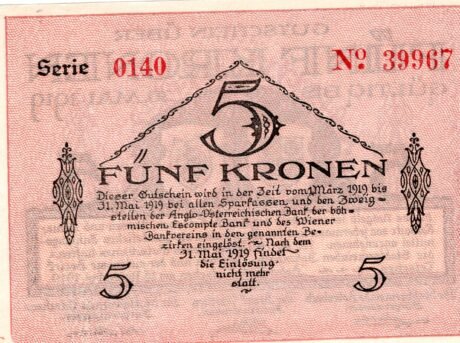 Serie 0140 No 39967
5
FÜNF KRONEN
Dieser Gutschein wird in der Zeit vom 1. März 1919 bis
31. Mai 1919 bei allen Sparkassen, und den Zweig-
stellen der Anglo-Österreichischen Bank, der böh-
mischen Escompte Bank und des Wiener
Bankvereins in den genannten Be-
zirken eingelöst. Nach dem
31. Mai 1919 findet
die Einlösung
nicht mehr
statt.
5 5